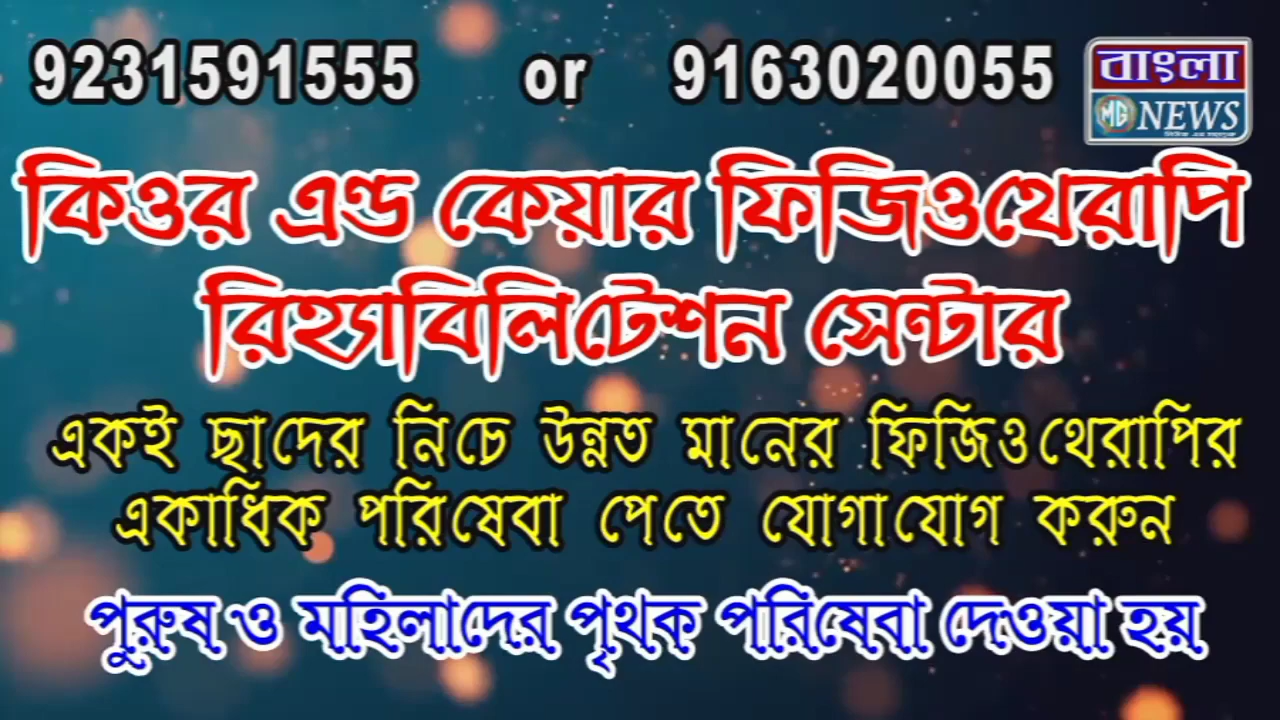 9231591555 or 9163020055
বাংলা
MG NEWS
কিওর এণ্ড কেয়ার ফিজিওথেরাপি
রিহ্যাবিলিটেশন সেন্টার
একই ছাদের নিচে উন্নত মানের ফিজিওথেরাপির
একাধিক পরিষেবা পেতে যোগাযোগ করুন
পুরুষ ও মহিলাদের পৃথক পরিষেবা দেওয়া হয়